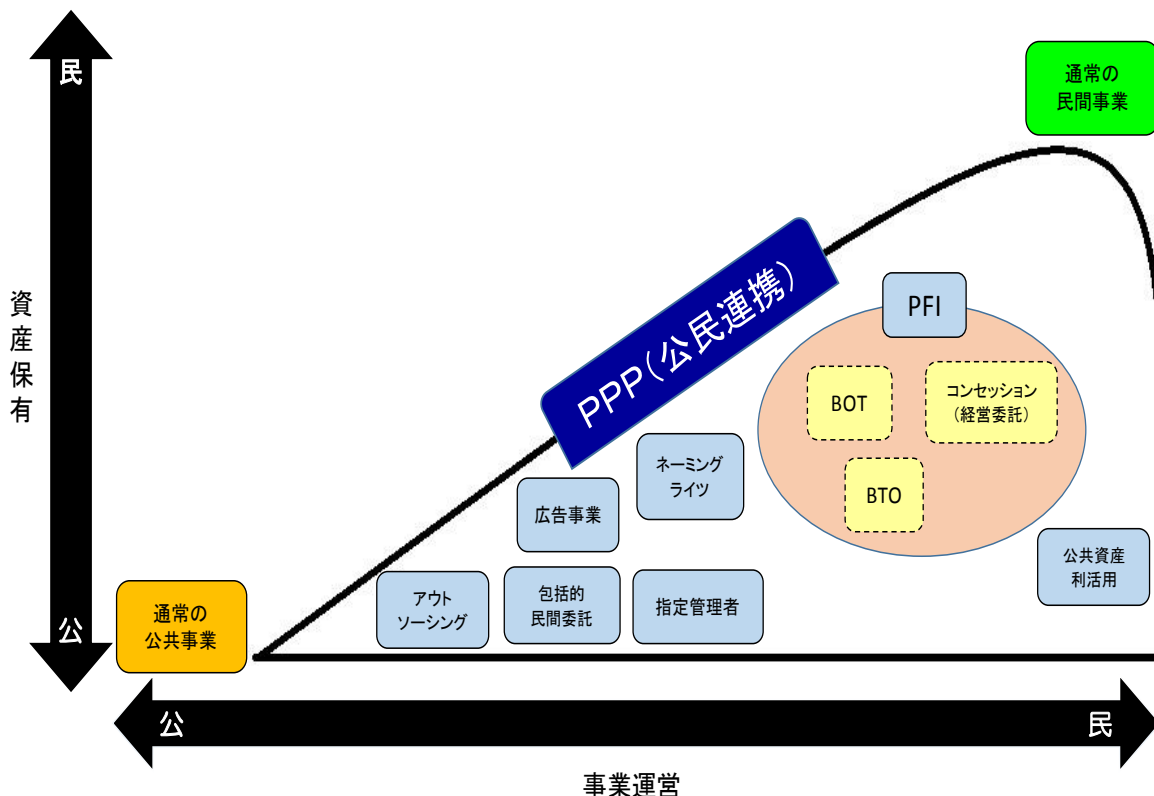 民
通常の
民間事業
PPP(公民連携)
PFI
資産保有
BOT
コンセッション
(経営委託)
ネーミング
ライツ
BTO
広告事業
公共資産
利活用
アウト
ソーシング
包括的
民間委託
指定管理者
通常の
公共事業
公
公
民
事業運営